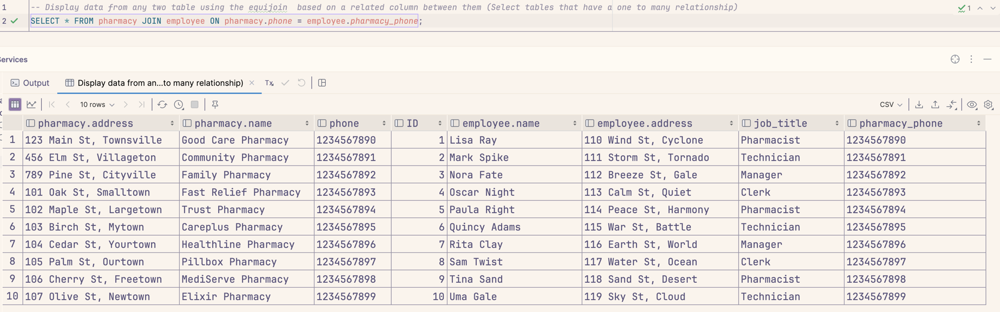 1 -- Display data from any two table using the equijoin  based on a related column between them (Select tables that have a one to many relationship)
1
2 SELECT * FROM pharmacy JOIN employee ON pharmacy.phone = employee.pharmacy_phone;
Services
Output Display data from an...to many relationship) × Tx
10 rows CSV
pharmacy.address pharmacy.name phone ID employee.name employee.address job_title pharmacy_phone
1 123 Main St, Townsville Good Care Pharmacy 1234567890 1 Lisa Ray 110 Wind St, Cyclone Pharmacist 1234567890
2 456 Elm St, Villageton Community Pharmacy 1234567891 2 Mark Spike 111 Storm St, Tornado Technician 1234567891
3 789 Pine St, Cityville Family Pharmacy 1234567892 3 Nora Fate 112 Breeze St, Gale Manager 1234567892
4 101 Oak St, Smalltown Fast Relief Pharmacy 1234567893 4 Oscar Night 113 Calm St, Quiet Clerk 1234567893
5 102 Maple St, Largetown Trust Pharmacy 1234567894 5 Paula Right 114 Peace St, Harmony Pharmacist 1234567894
6 103 Birch St, Mytown Careplus Pharmacy 1234567895 6 Quincy Adams 115 War St, Battle Technician 1234567895
7 104 Cedar St, Yourtown Healthline Pharmacy 1234567896 7 Rita Clay 116 Earth St, World Manager 1234567896
8 105 Palm St, Ourtown Pillbox Pharmacy 1234567897 8 Sam Twist 117 Water St, Ocean Clerk 1234567897
9 106 Cherry St, Freetown MediServe Pharmacy 1234567898 9 Tina Sand 118 Sand St, Desert Pharmacist 1234567898
10 107 Olive St, Newtown Elixir Pharmacy 1234567899 10 Uma Gale 119 Sky St, Cloud Technician 1234567899